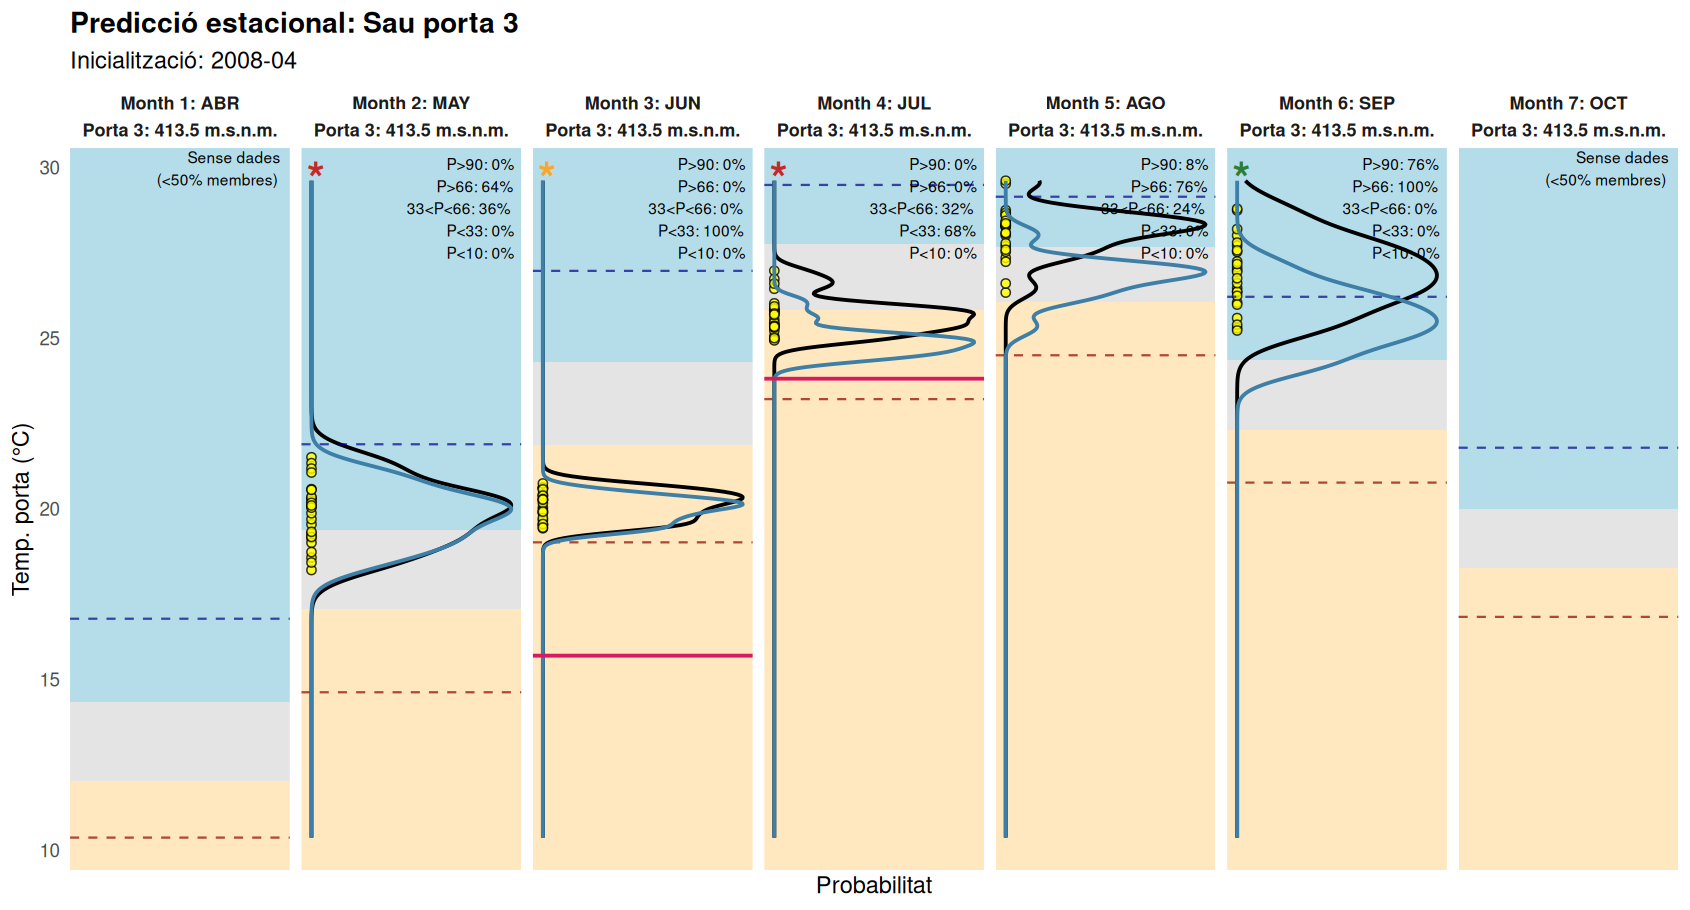 Predicció estacional: Sau porta 3
Inicialització: 2008-04
Month 1: ABR
Porta 3: 413.5 m.s.n.m.
Month 2: MAY
Porta 3: 413.5 m.s.n.m.
Month 3: JUN
Porta 3: 413.5 m.s.n.m.
Month 4: JUL
Porta 3: 413.5 m.s.n.m.
Month 5: AGO
Porta 3: 413.5 m.s.n.m.
Month 6: SEP
Porta 3: 413.5 m.s.n.m.
Month 7: OCT
Porta 3: 413.5 m.s.n.m.
Temp. porta (°C)
30
25
20
15
10
Sense dades
(<50% membres)
*
P>90: 0%
P>66: 64%
33<P<66: 36%
P<33: 0%
P<10: 0%
*
P>90: 0%
P>66: 0%
33<P<66: 0%
P<33: 100%
P<10: 0%
*
P>90: 0%
P>66: 0%
33<P<66: 32%
P<33: 68%
P<10: 0%
P>90: 8%
P>66: 76%
33<P<66: 24%
P<33: 0%
P<10: 0%
*
P>90: 76%
P>66: 100%
33<P<66: 0%
P<33: 0%
P<10: 0%
Sense dades
(<50% membres)
Probabilitat